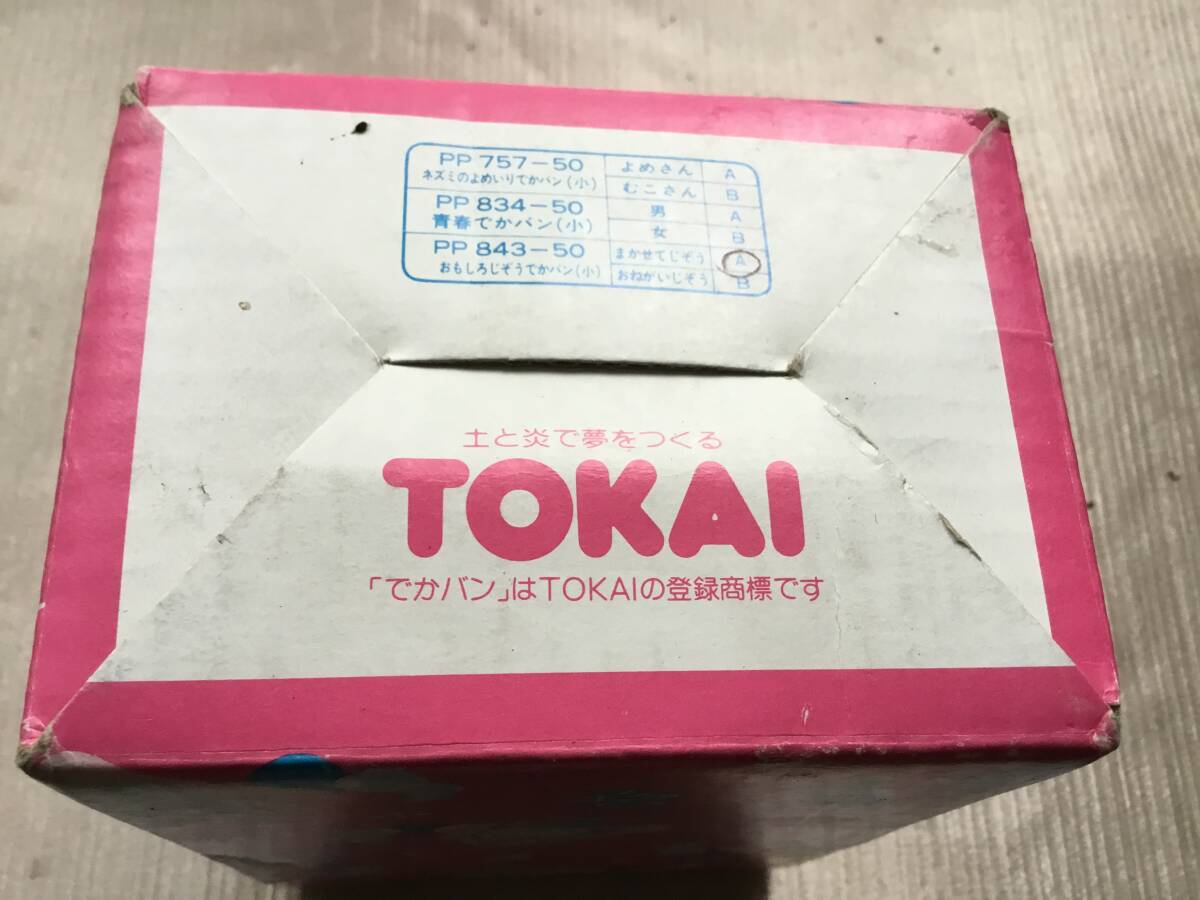 PP 757-50
ネズミのよめいりでかバン(小)
よめさん A
むこさん B
PP 834-50
青春でかバン(小)
男 A
女 B
PP 843-50
おもしろじぞうでかバン(小)
まかせてじぞう A
おねがいじぞう B
土と炎で夢をつくる
TOKAI
「でかバン」はTOKAIの登録商標です